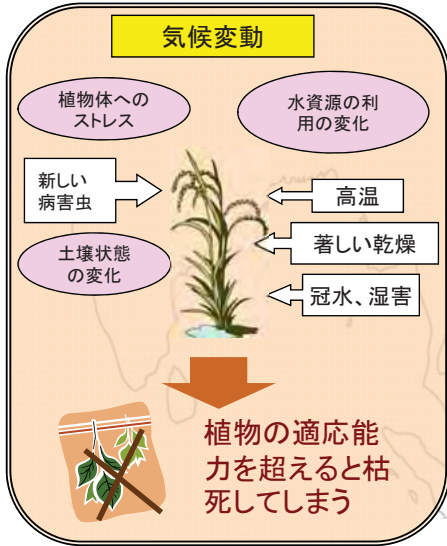 気候変動
植物体への
ストレス
水資源の利
用の変化
新しい
病害虫
高温
著しい乾燥
土壌状態
の変化
冠水、湿害
植物の適応能
力を超えると枯
死してしまう